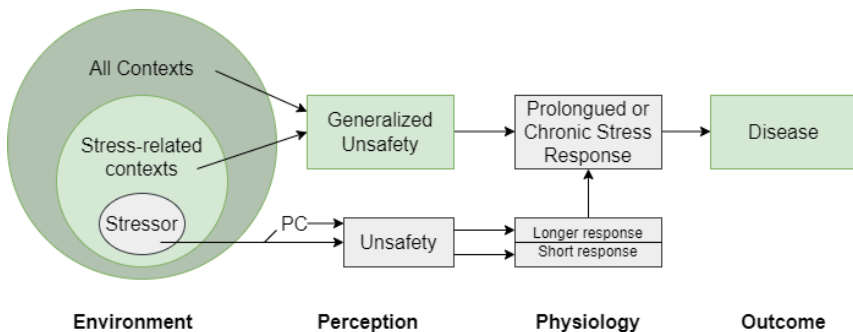 All Contexts
Stress-related
contexts
Stressor
PC
Generalized
Unsafety
Unsafety
Prolongued or
Chronic Stress
Response
Longer response
Short response
Disease
Environment
Perception
Physiology
Outcome